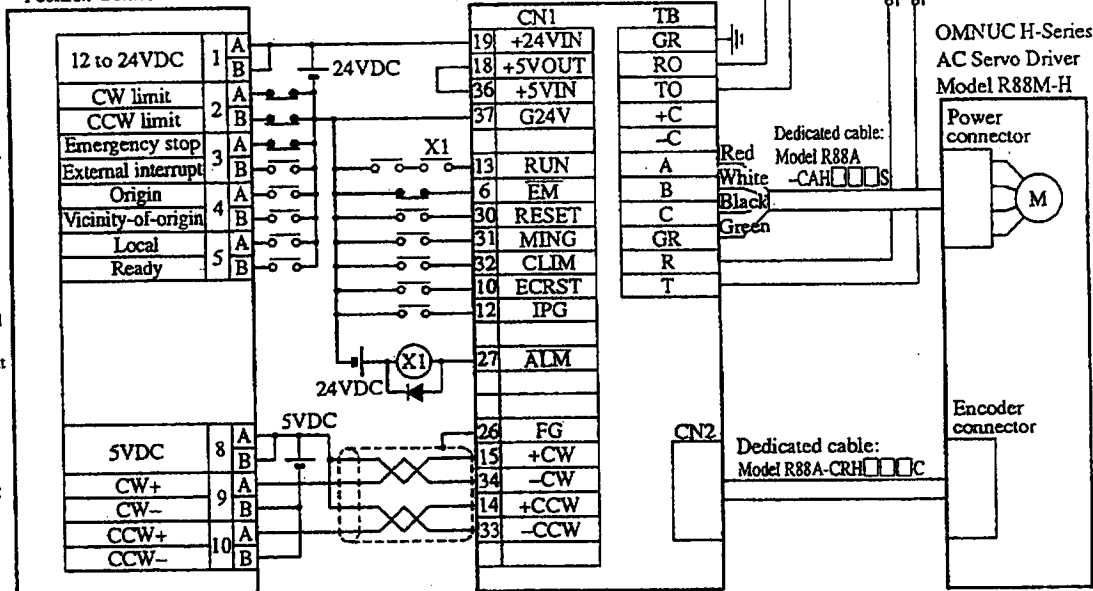 12 to 24VDC 1 A
B
CW limit 2 A
CCW limit B
Emergency stop 3 A
External interrupt B
Origin 4 A
Vicinity-of-origin B
Local 5 A
Ready B
5VDC 8 A
B
CW+ 9 A
CW– B
CCW+ 10 A
CCW– B
24VDC
X1
X1
24VDC
5VDC
CN1
19 +24VIN
18 +5VOUT
36 +5VIN
37 G24V
13 RUN
6 EM
30 RESET
31 MING
32 CLIM
10 ECRST
12 IPG
27 ALM
26 FG
15 +CW
34 –CW
14 +CCW
33 –CCW
TB
GR
RO
TO
+C
–C
A
B
C
GR
R
T
CN2
Red
White
Black
Green
Dedicated cable:
Model R88A
-CAH□□□S
Dedicated cable:
Model R88A-CRH□□□C
OMNUC H-Series
AC Servo Driver
Model R88M-H
Power
connector
M
Encoder
connector